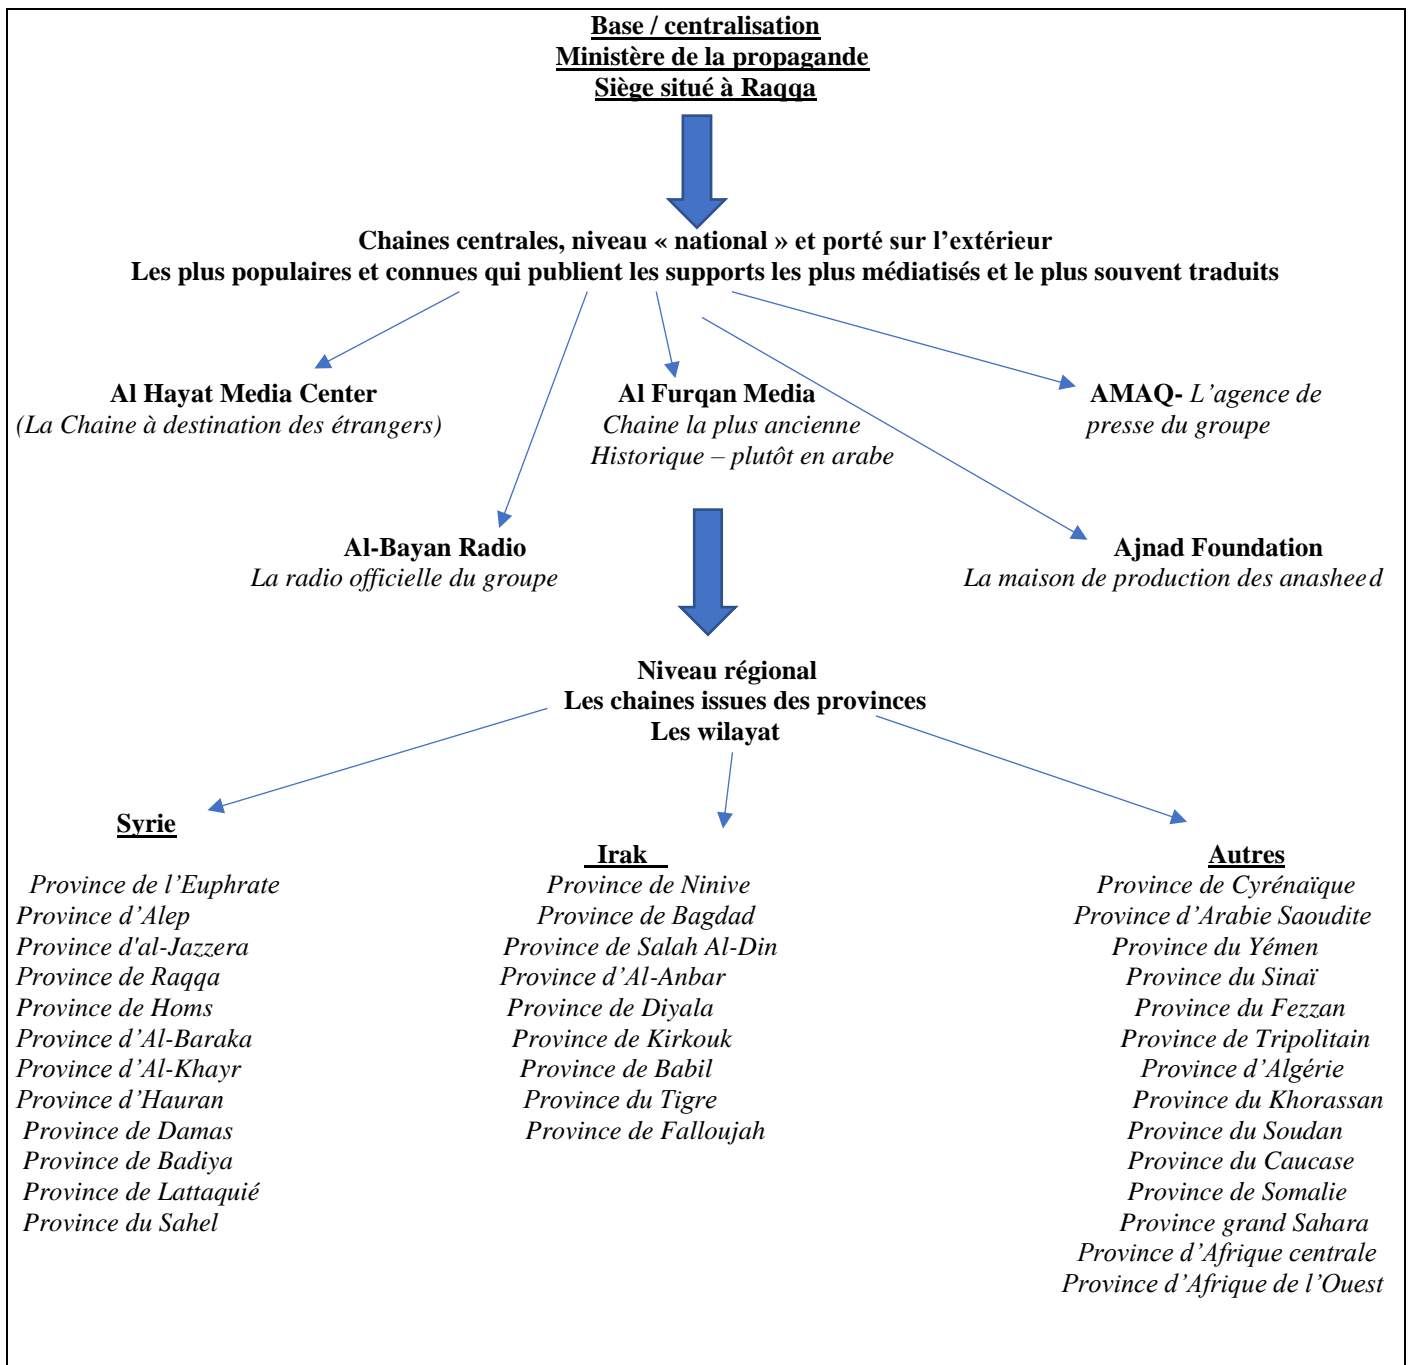 Base / centralisation
Ministère de la propagande
Siège situé à Raqqa
Chaines centrales, niveau « national » et porté sur l'extérieur
Les plus populaires et connues qui publient les supports les plus médiatisés et le plus souvent traduits
Al Hayat Media Center
(La Chaine à destination des étrangers)
Al Furqan Media
Chaine la plus ancienne
Historique – plutôt en arabe
AMAQ- L'agence de
presse du groupe
Al-Bayan Radio
La radio officielle du groupe
Ajnad Foundation
La maison de production des anasheed
Niveau régional
Les chaines issues des provinces
Les wilayat
Syrie
Province de l'Euphrate
Province d'Alep
Province d'al-Jazzera
Province de Raqqa
Province de Homs
Province d'Al-Baraka
Province d'Al-Khayr
Province d'Hauran
Province de Damas
Province de Badiya
Province de Lattaquié
Province du Sahel
Irak
Province de Ninive
Province de Bagdad
Province de Salah Al-Din
Province d'Al-Anbar
Province de Diyala
Province de Kirkouk
Province de Babil
Province du Tigre
Province de Falloujah
Autres
Province de Cyrénaïque
Province d'Arabie Saoudite
Province du Yémen
Province du Sinaï
Province du Fezzan
Province de Tripolitain
Province d'Algérie
Province du Khorassan
Province du Soudan
Province du Caucase
Province de Somalie
Province grand Sahara
Province d'Afrique centrale
Province d'Afrique de l'Ouest